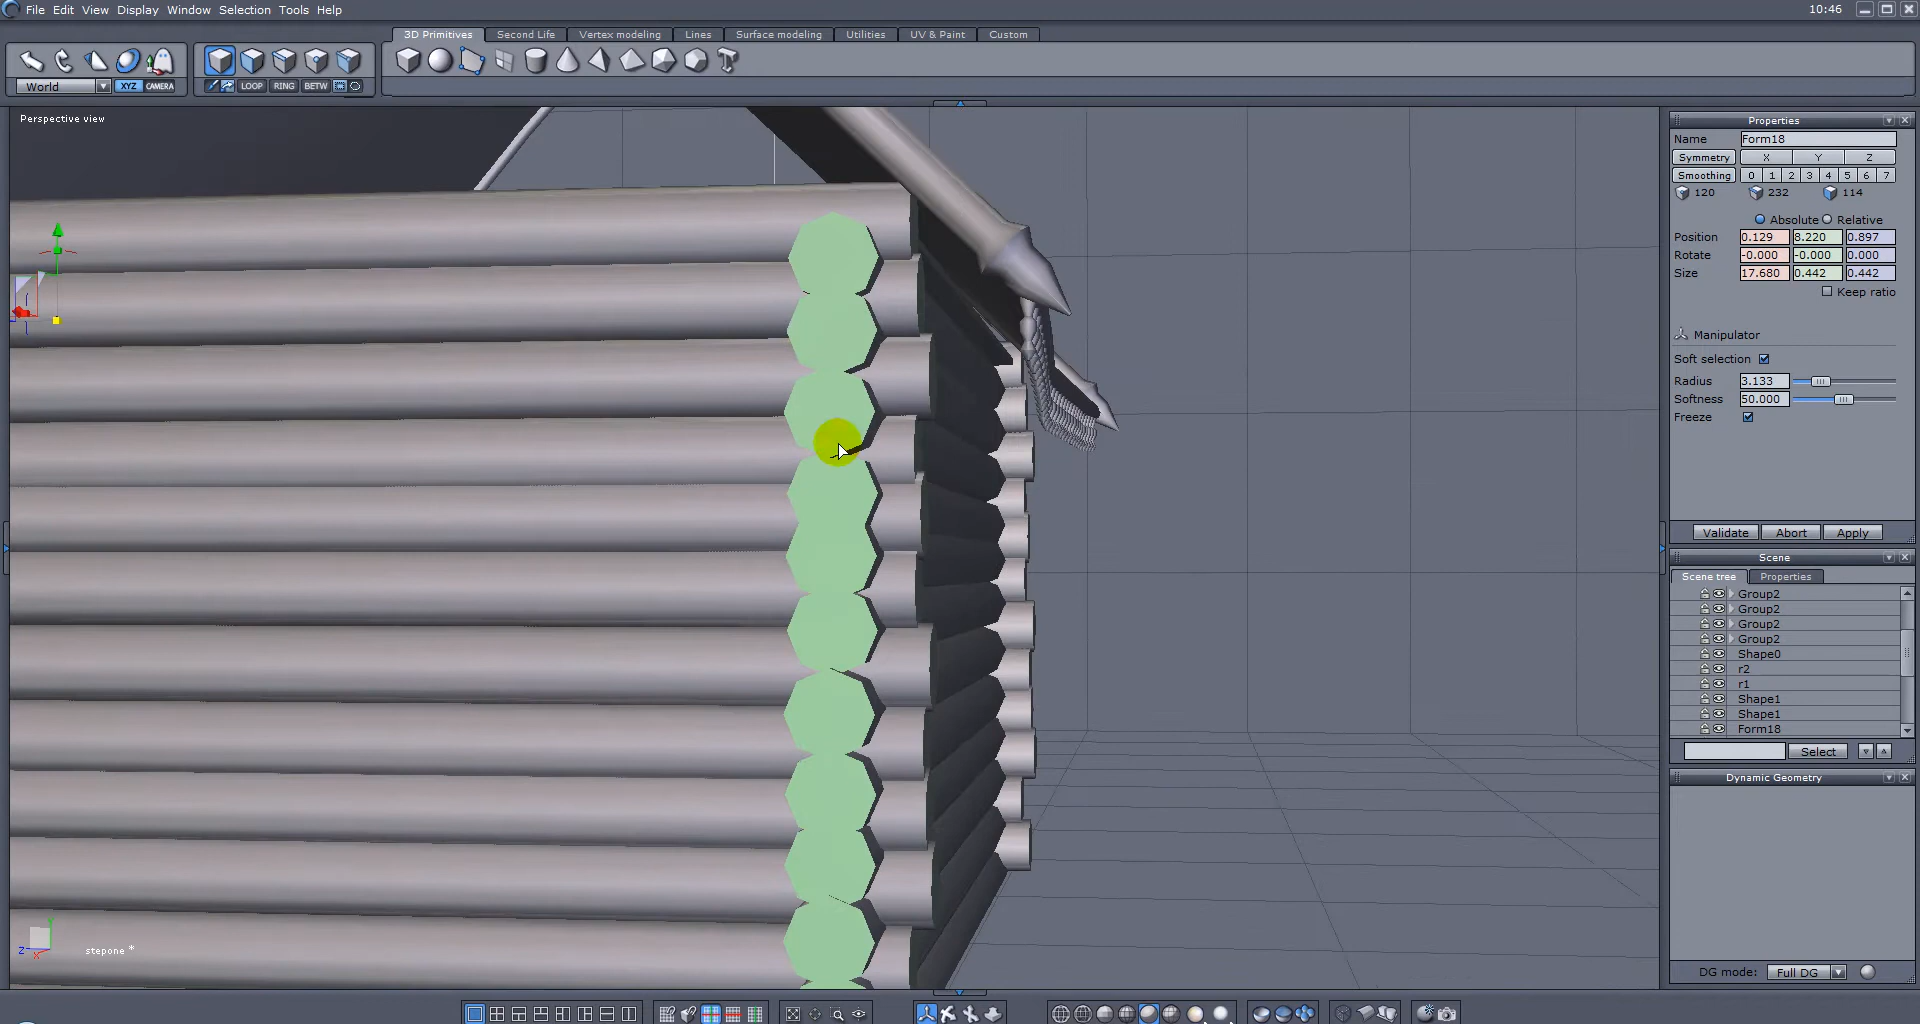 File Edit View Display Window Selection Tools Help
10:46
3D Primitives Second Life Vertex modeling Lines Surface modeling Utilities UV & Paint Custom
World XYZ CAMERA LOOP RING BETW
Perspective view
Properties
Name Form18
Symmetry X Y Z
Smoothing 0 1 2 3 4 5 6 7
120 232 114
Absolute Relative
Position 0.129 8.220 0.897
Rotate -0.000 -0.000 0.000
Size 17.680 0.442 0.442
Keep ratio
Manipulator
Soft selection
Radius 3.133
Softness 50.000
Freeze
Validate Abort Apply
Scene
Scene tree Properties
Group2
Group2
Group2
Group2
Shape0
r2
r1
Shape1
Shape1
Form18
Select
Dynamic Geometry
DG mode: Full DG
Y
Z
X
stepone *